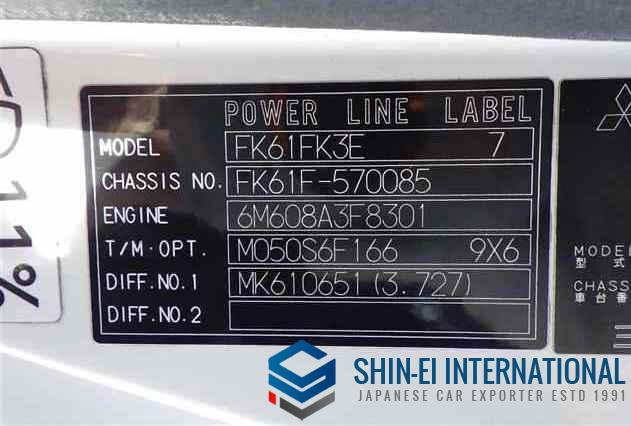 POWER LINE LABEL
MODEL FK61FK3E 7
CHASSIS NO. FK61F-570085
ENGINE 6M608A3F8301
T/M·OPT. M050S6F166 9X6
DIFF.NO.1 MK610651(3.727)
DIFF.NO.2
11%
MODEL
型式
CHASS
車台番
SHIN-EI INTERNATIONAL
JAPANESE CAR EXPORTER ESTD 1991